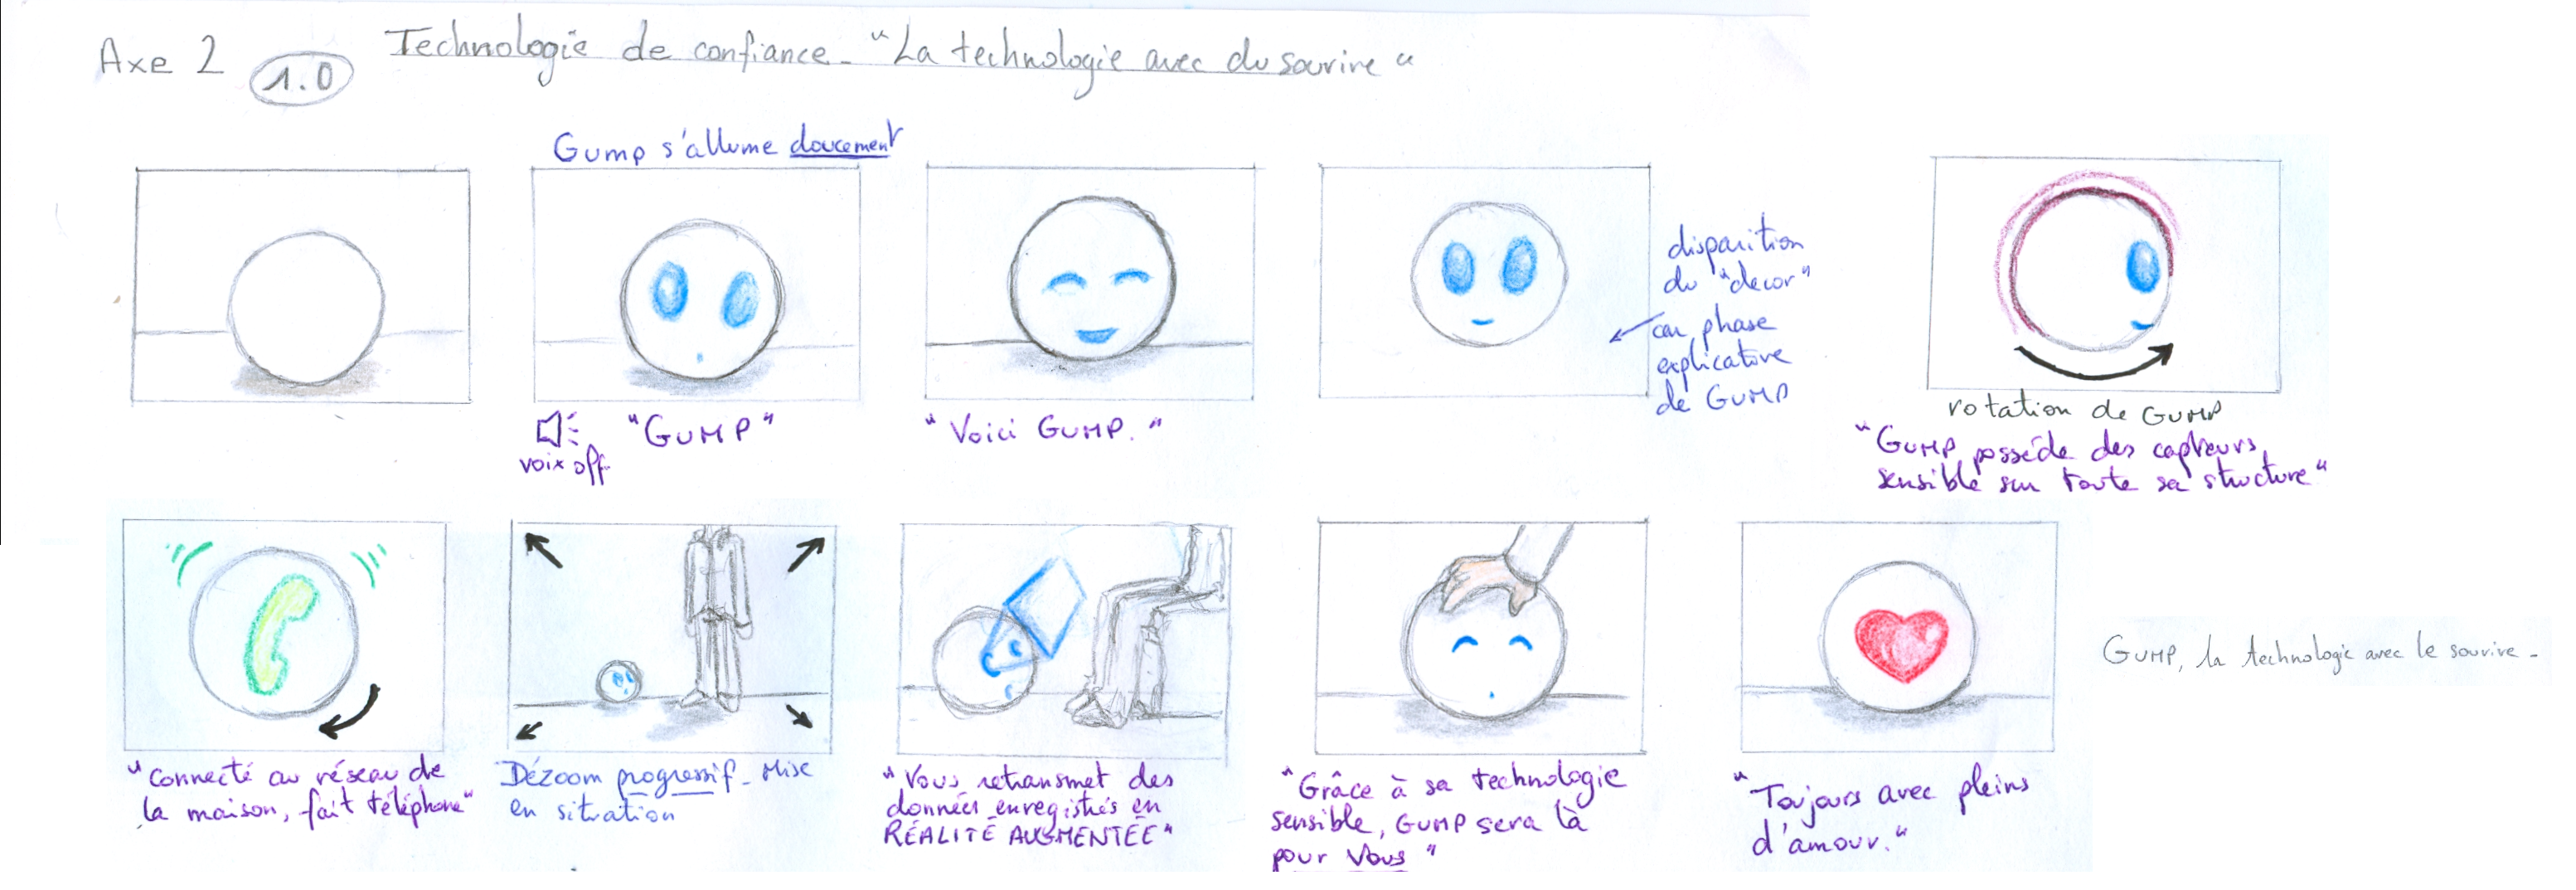 Axe 2 1.0 Technologie de confiance - "La technologie avec du sourire"
Gump s'allume doucement
voix off
"GUMP"
"Voici GUMP."
disparition
du "decor"
car phase
explicative
de GUMP
rotation de GUMP
"GUMP possède des capteurs
sensible sur toute sa structure"
"Connecté au réseau de
la maison, fait téléphone"
Dézoom progressif - Mise
en situation
"Vous retransmet des
données enregistrés en
RÉALITÉ AUGMENTÉE"
"Grâce à sa technologie
sensible, GUMP sera là
pour Vous"
"Toujours avec pleins
d'amour."
GUMP, la technologie avec le sourire -